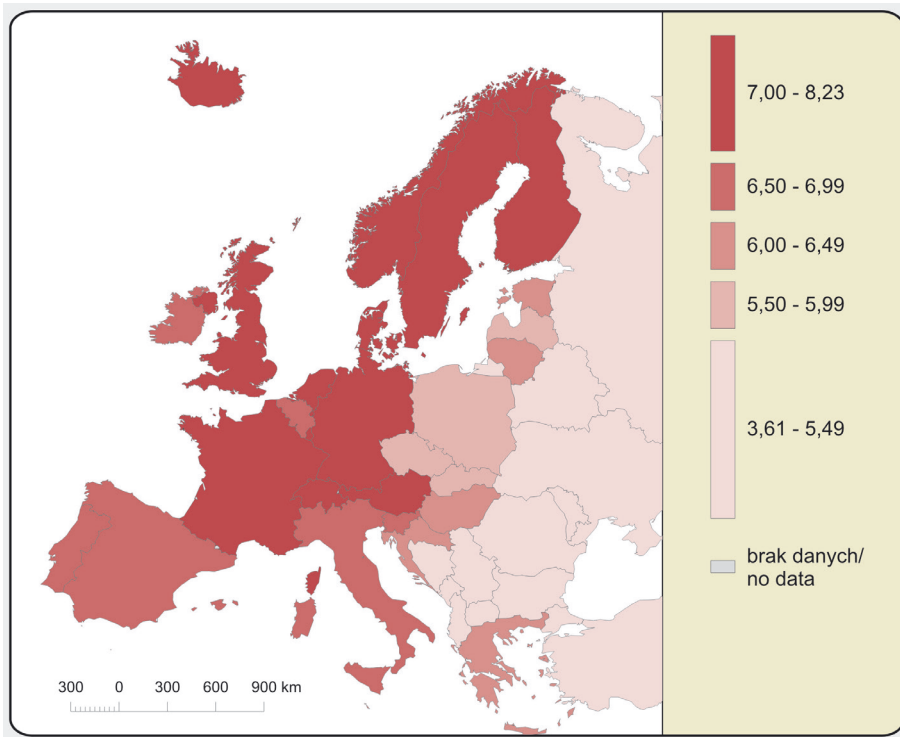 7,00 - 8,23
6,50 - 6,99
6,00 - 6,49
5,50 - 5,99
3,61 - 5,49
brak danych/
no data
300 0 300 600 900 km